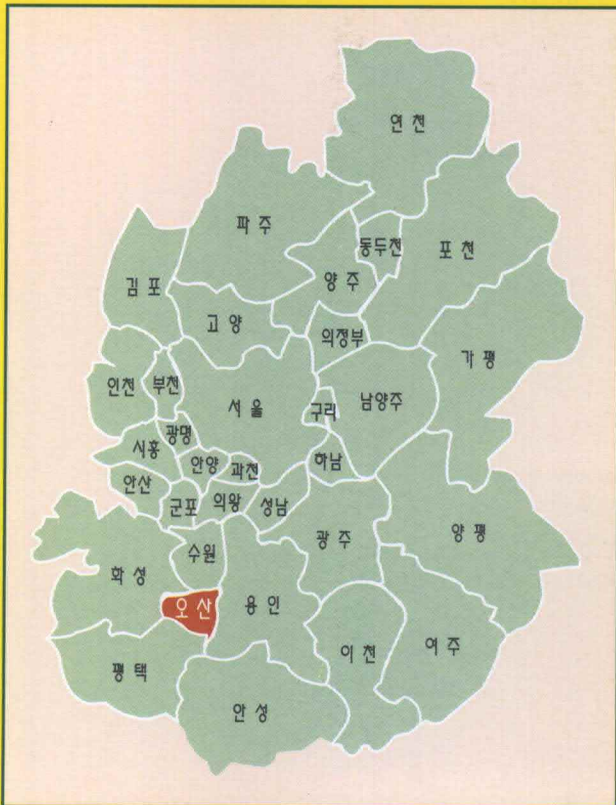 연천
파주
동두천
포천
양주
김포
고양
의정부
가평
인천
부천
서울
구리
남양주
광명
시흥
안양
과천
하남
안산
군포
의왕
성남
양평
광주
수원
화성
오산
용인
여주
이천
평택
안성